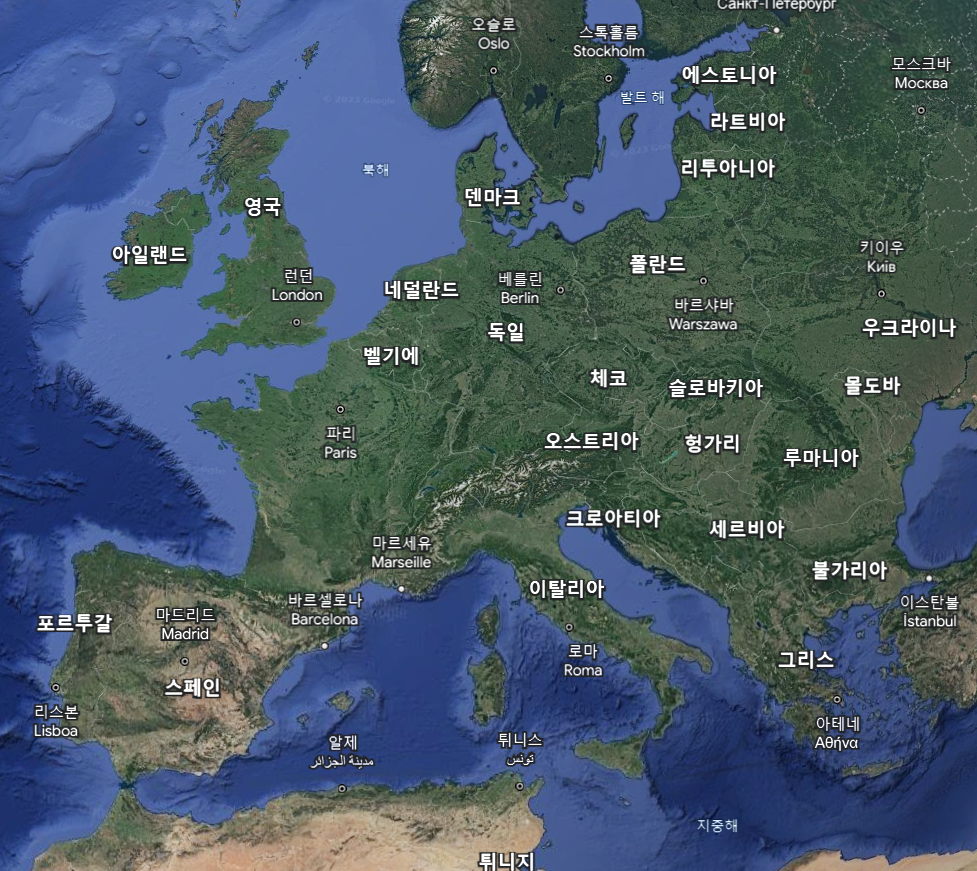 Санкт-Петербург
오슬로
Oslo
스톡홀름
Stockholm
에스토니아
모스크바
Москва
발트 해
라트비아
© 2023 Google
리투아니아
북해
덴마크
영국
아일랜드
키이우
Київ
폴란드
런던
London
네덜란드
베를린
Berlin
바르샤바
Warszawa
우크라이나
독일
벨기에
체코
슬로바키아
몰도바
파리
Paris
오스트리아
헝가리
루마니아
크로아티아
세르비아
마르세유
Marseille
불가리아
이탈리아
바르셀로나
Barcelona
이스탄불
İstanbul
포르투갈
마드리드
Madrid
로마
Roma
그리스
스페인
리스본
Lisboa
아테네
Αθήνα
알제
مدينة الجزائر
튀니스
تونس
지중해
튀니지